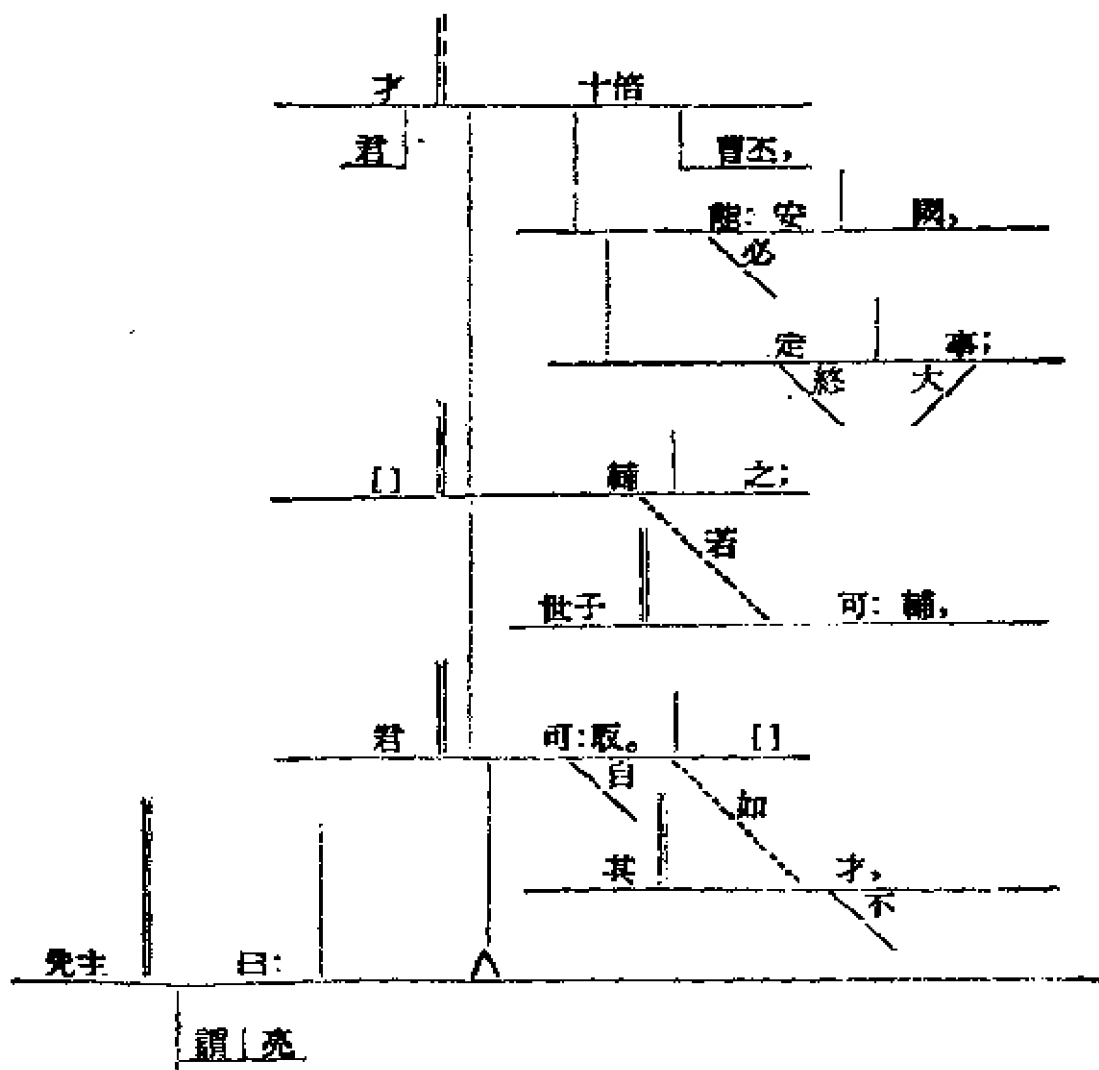 才 十倍
君 曹丕，
能：安 國，
必
定 事；
終 大
[ ] 輔 之；
若
世子 可：輔，
君 可：取。 [ ]
自
如
其 才，
不
先主 曰：
謂 亮